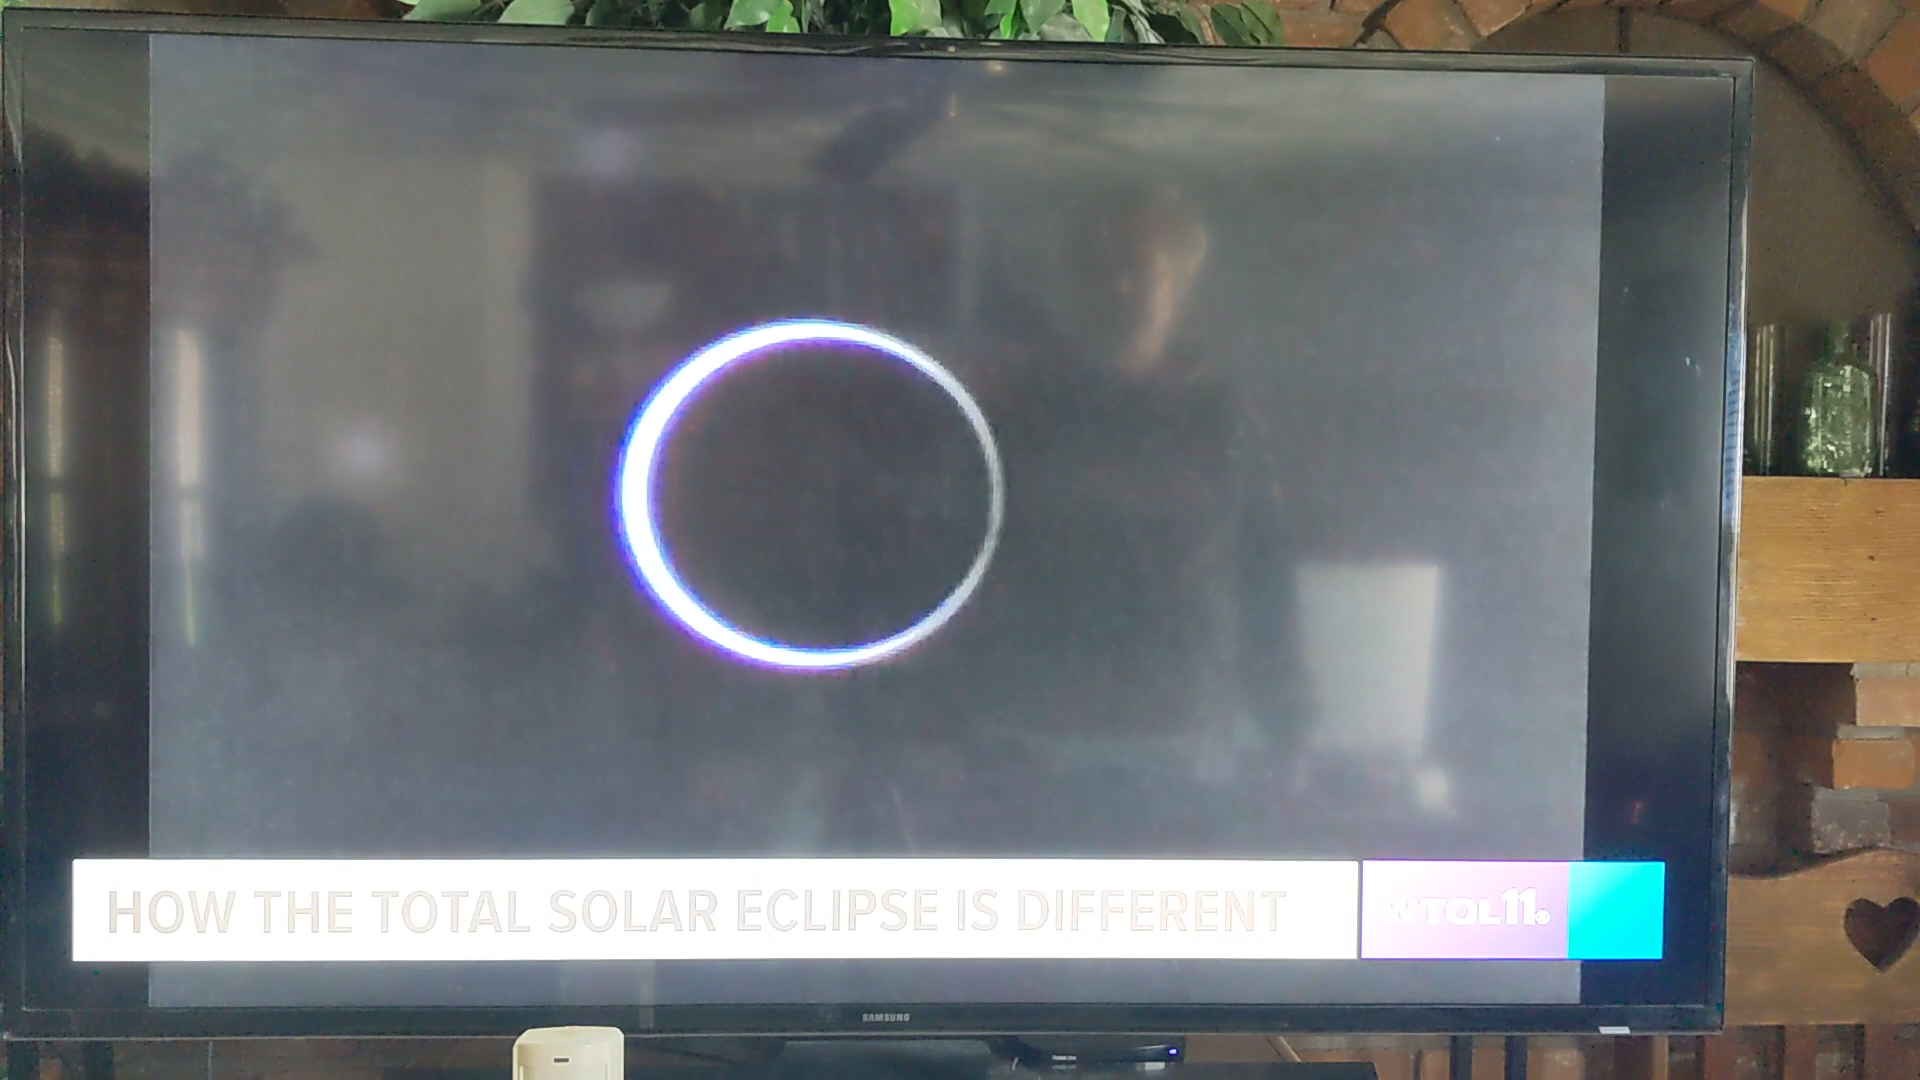 HOW THE TOTAL SOLAR ECLIPSE IS DIFFERENT
WTOL11
SAMSUNG